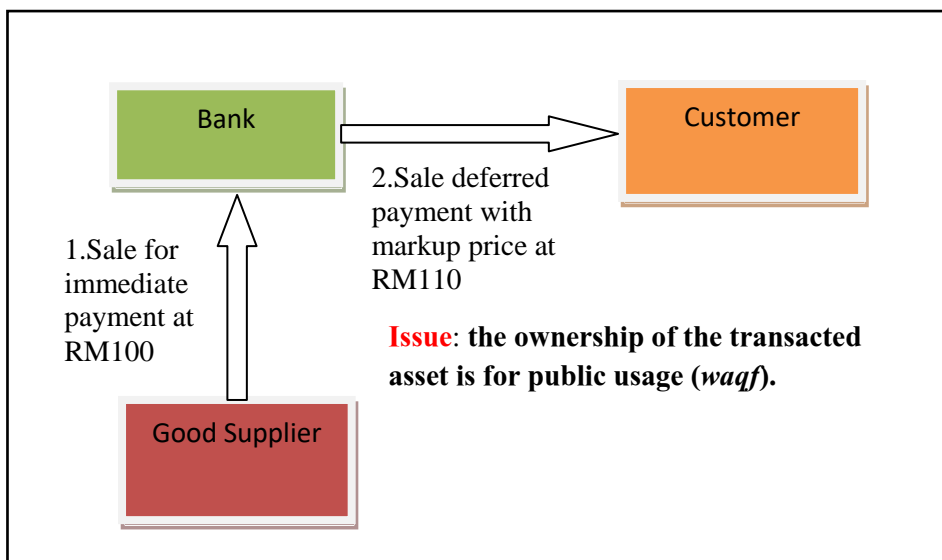 Bank
Customer
1.Sale for
immediate
payment at
RM100
2.Sale deferred
payment with
markup price at
RM110
Issue: the ownership of the transacted
asset is for public usage (waqf).
Good Supplier